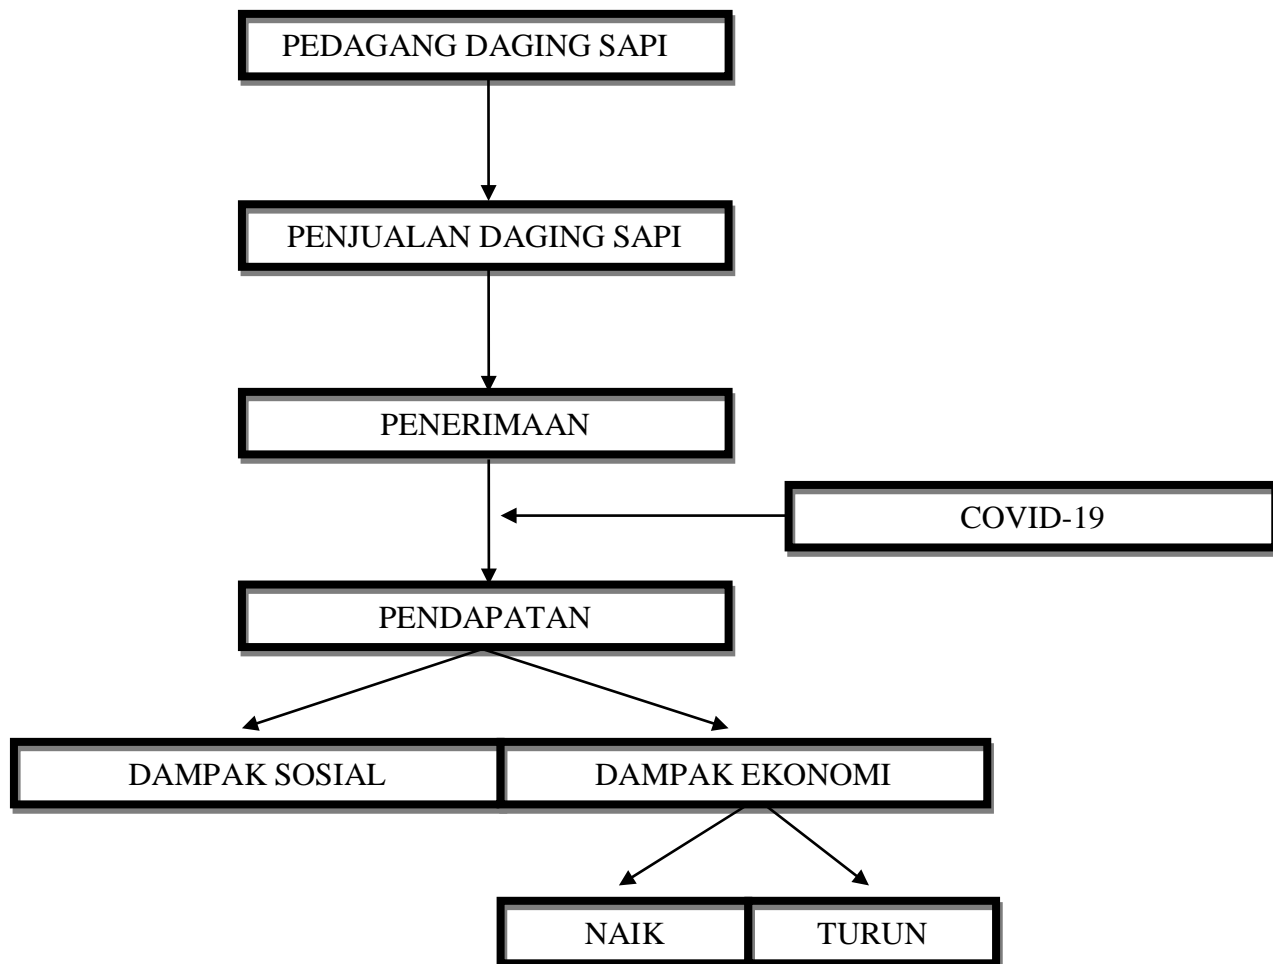 PEDAGANG DAGING SAPI
PENJUALAN DAGING SAPI
PENERIMAAN
COVID-19
PENDAPATAN
DAMPAK SOSIAL
DAMPAK EKONOMI
NAIK
TURUN